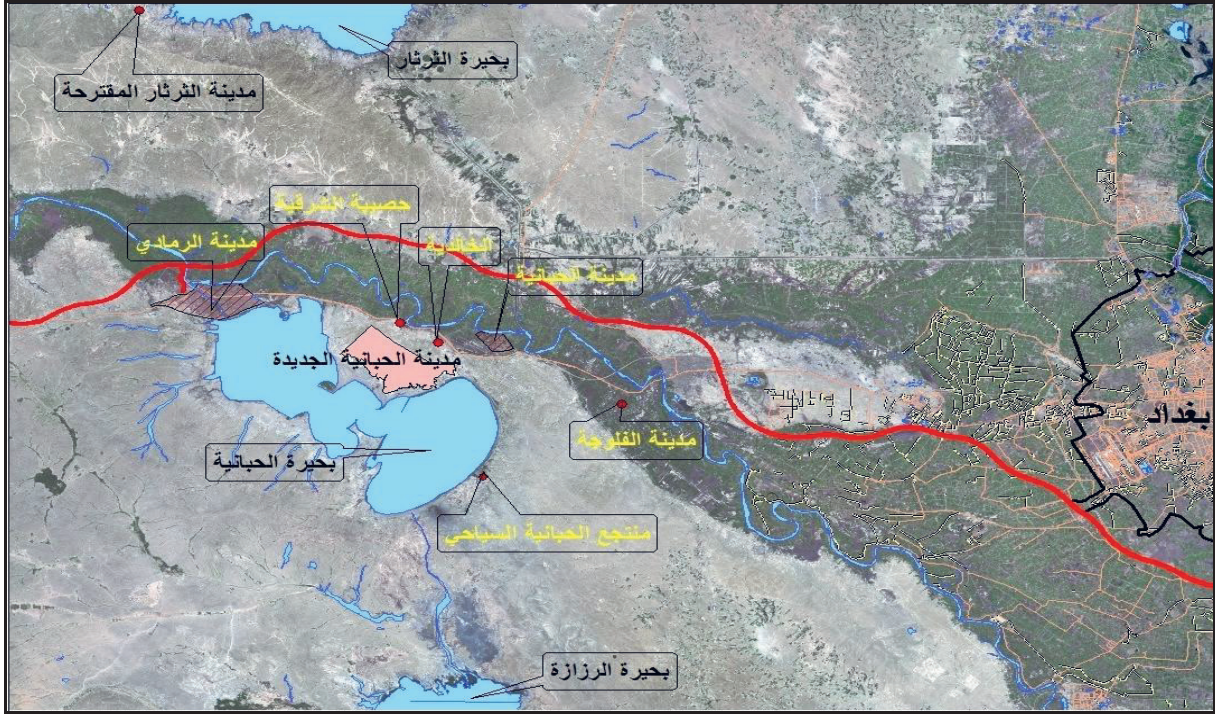 بحيرة الثرثار
مدينة الثرثار المقترحة
حصيبة الشرقية
مدينة الرمادي
الخالدية
مدينة الحبانية
مدينة الحبانية الجديدة
بغداد
مدينة الفلوجة
بحيرة الحبانية
منتجع الحبانية السياحي
بحيرة الرزازة